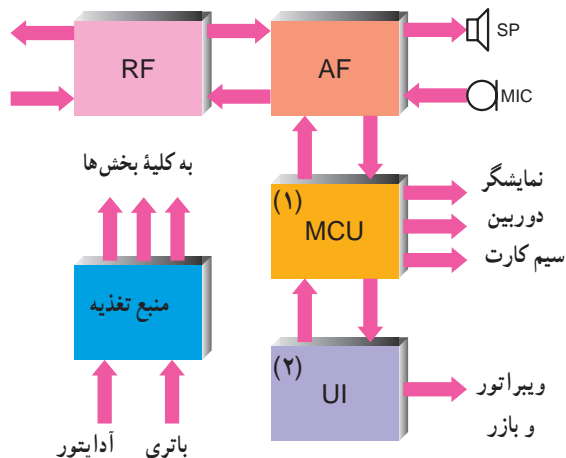 RF
AF
SP
MIC
به کلیهٔ بخش‌ها
(۱)
MCU
نمایشگر
دوربین
سیم کارت
منبع تغذیه
(۲)
UI
ویبراتور
و بازر
آداپتور
باتری